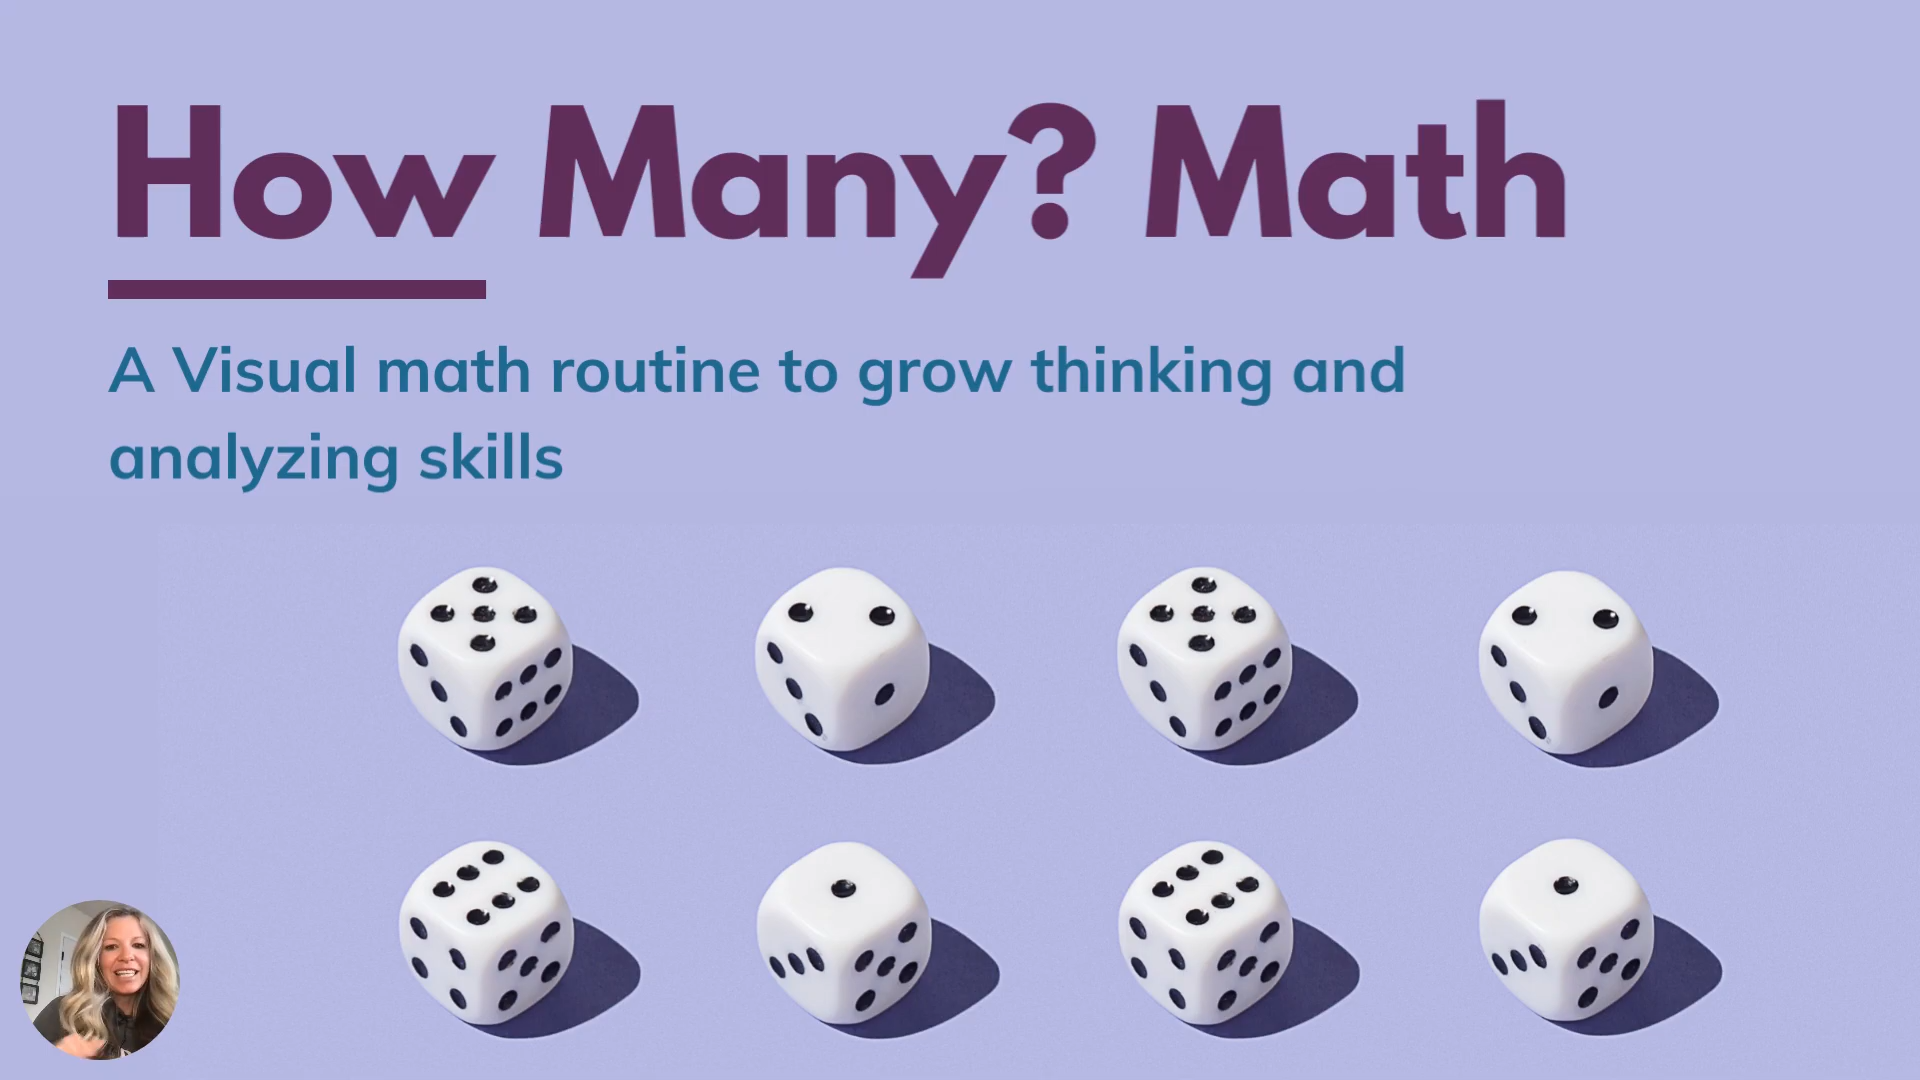 How Many? Math
A Visual math routine to grow thinking and
analyzing skills